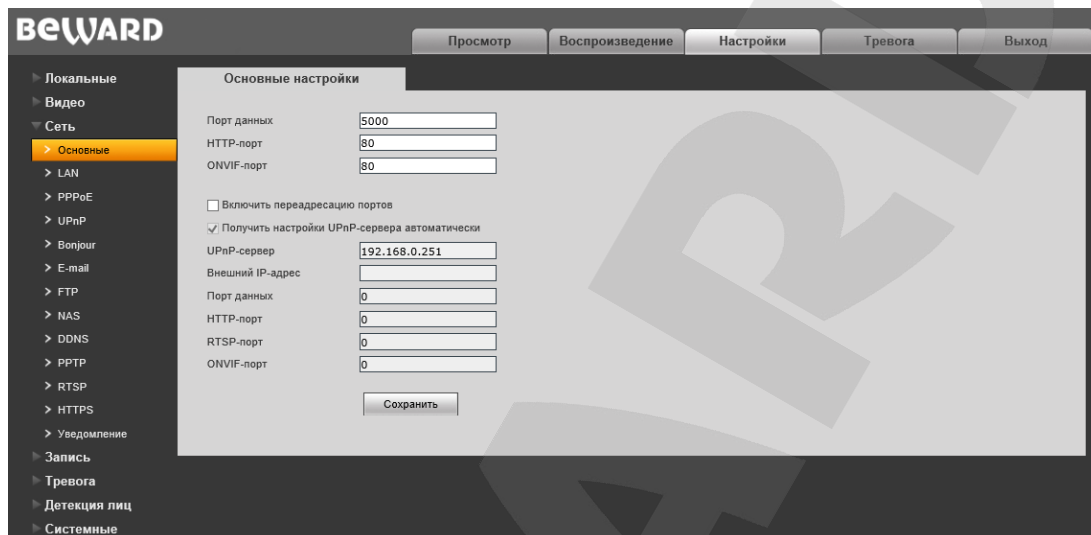 BEWARD
Просмотр Воспроизведение Настройки Тревога Выход
Локальные
Видео
Сеть
Основные
LAN
PPPoE
UPnP
Bonjour
E-mail
FTP
NAS
DDNS
PPTP
RTSP
HTTPS
Уведомление
Запись
Тревога
Детекция лиц
Системные
Основные настройки
Порт данных 5000
HTTP-порт 80
ONVIF-порт 80
Включить переадресацию портов
Получить настройки UPnP-сервера автоматически
UPnP-сервер 192.168.0.251
Внешний IP-адрес
Порт данных 0
HTTP-порт 0
RTSP-порт 0
ONVIF-порт 0
Сохранить